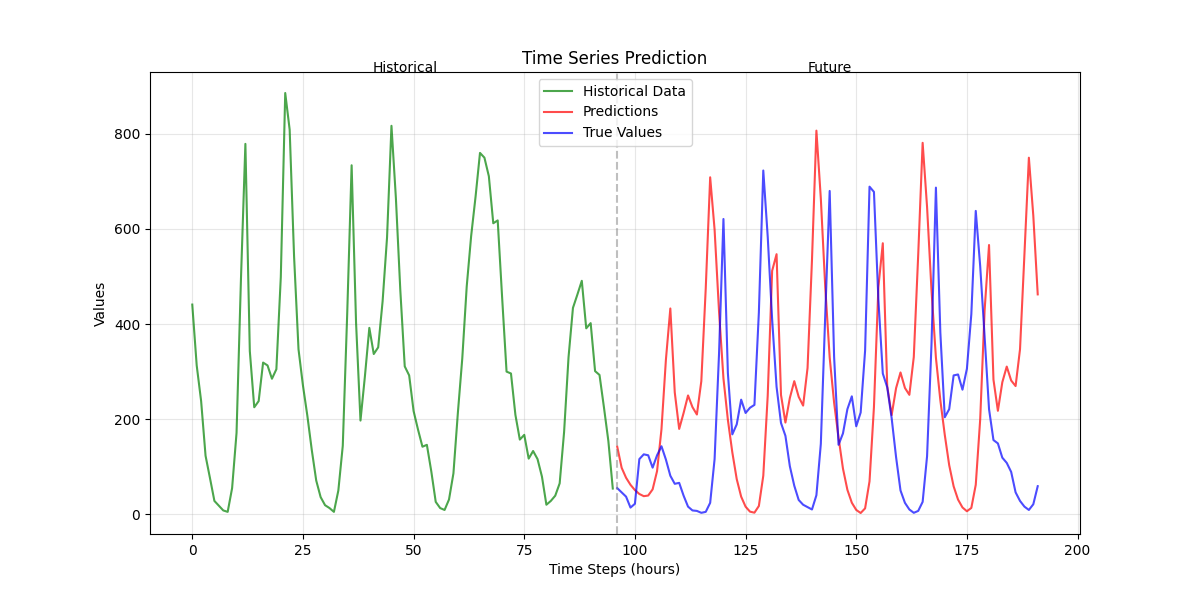 Time Series Prediction
Historical
Future
Historical Data
Predictions
True Values
Values
800
600
400
200
0
0
25
50
75
100
125
150
175
200
Time Steps (hours)